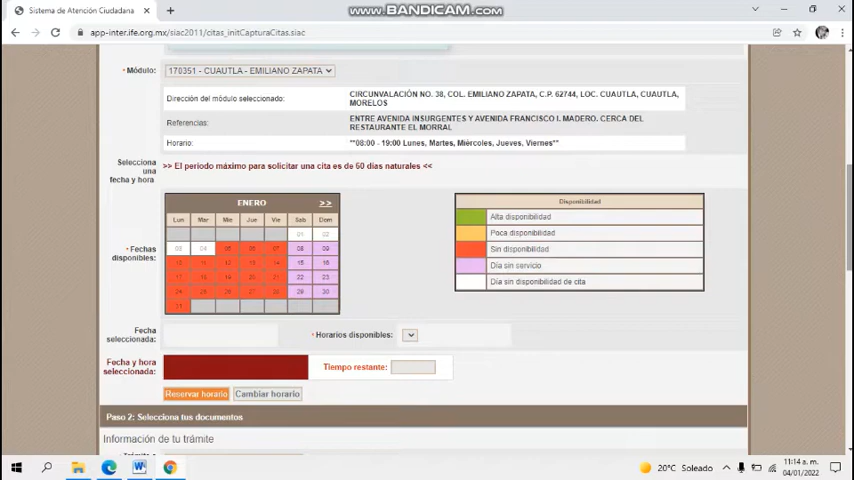 Sistema de Atención Ciudadana
www.BANDICAM.com
app-inter.ife.org.mx/siac2011/citas_initCapturaCitas.siac
* Módulo: 170351 - CUAUTLA - EMILIANO ZAPATA
Dirección del módulo seleccionado: CIRCUNVALACIÓN NO. 38, COL. EMILIANO ZAPATA, C.P. 62744, LOC. CUAUTLA, CUAUTLA,
MORELOS
Referencias: ENTRE AVENIDA INSURGENTES Y AVENIDA FRANCISCO I. MADERO. CERCA DEL
RESTAURANTE EL MORRAL
Horario: **08:00 - 19:00 Lunes, Martes, Miércoles, Jueves, Viernes**
Selecciona
una
fecha y hora
>> El periodo máximo para solicitar una cita es de 60 días naturales <<
ENERO >>
Lun Mar Mie Jue Vie Sab Dom
01 02
03 04 05 06 07 08 09
10 11 12 13 14 15 16
17 18 19 20 21 22 23
24 25 26 27 28 29 30
31
Disponibilidad
Alta disponibilidad
Poca disponibilidad
Sin disponibilidad
Día sin servicio
Día sin disponibilidad de cita
* Fechas
disponibles:
Fecha
seleccionada:
* Horarios disponibles:
Fecha y hora
seleccionada:
Tiempo restante:
Reservar horario Cambiar horario
Paso 2: Selecciona tus documentos
Información de tu trámite
20°C Soleado
11:14 a. m.
04/01/2022